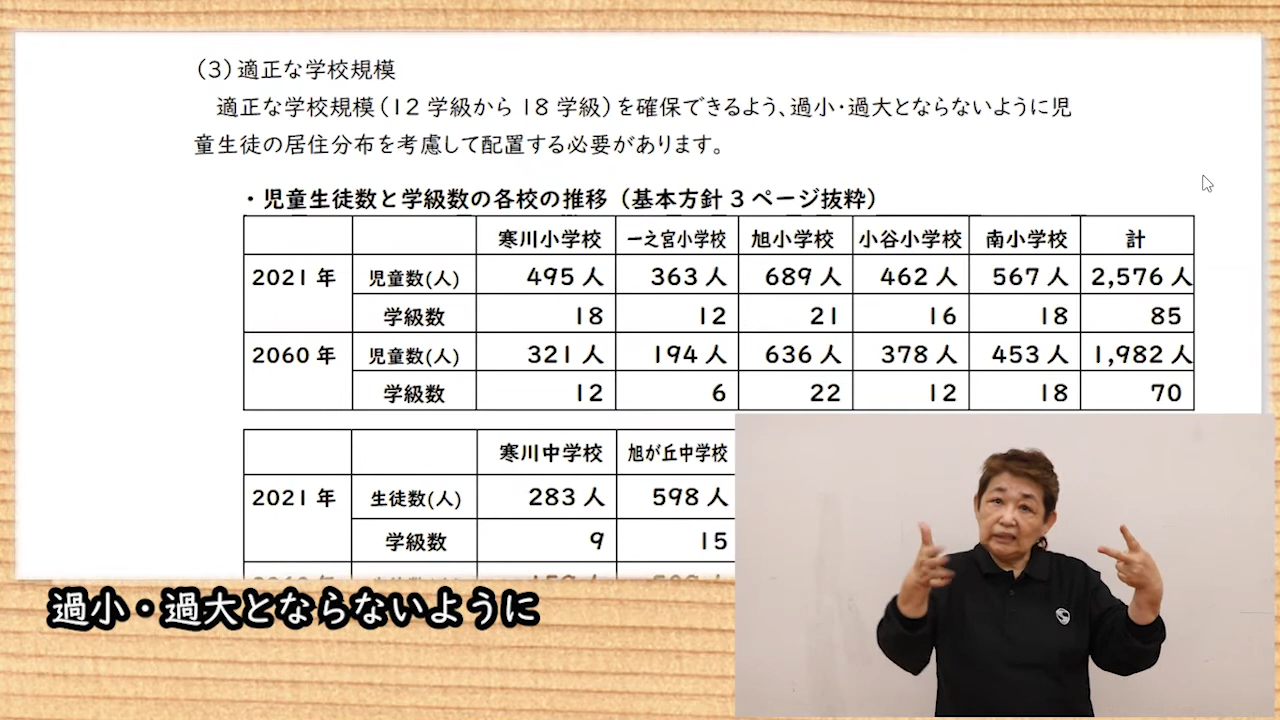 （３）適正な学校規模
適正な学校規模（12学級から18学級）を確保できるよう、過小・過大とならないように児
童生徒の居住分布を考慮して配置する必要があります。
・児童生徒数と学級数の各校の推移（基本方針３ページ抜粋）
寒川小学校 一之宮小学校 旭小学校 小谷小学校 南小学校 計
2021年 児童数(人) 495人 363人 689人 462人 567人 2,576人
学級数 18 12 21 16 18 85
2060年 児童数(人) 321人 194人 636人 378人 453人 1,982人
学級数 12 6 22 12 18 70
寒川中学校 旭が丘中学校
2021年 生徒数(人) 283人 598人
学級数 9 15
過小・過大とならないように